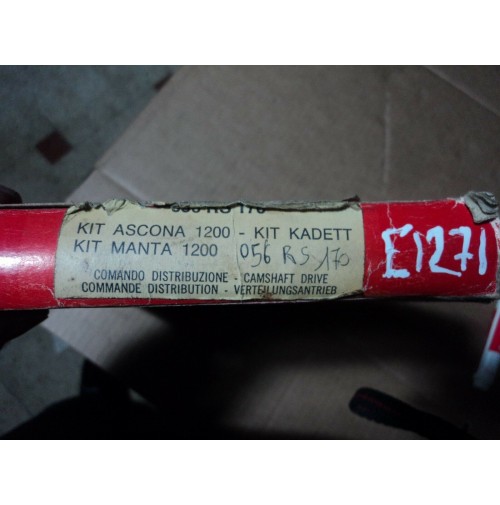 KIT ASCONA 1200 - KIT KADETT
KIT MANTA 1200 056 RS 170
COMANDO DISTRIBUZIONE - CAMSHAFT DRIVE
COMMANDE DISTRIBUTION - VERTEILUNGSANTRIEB
E1271